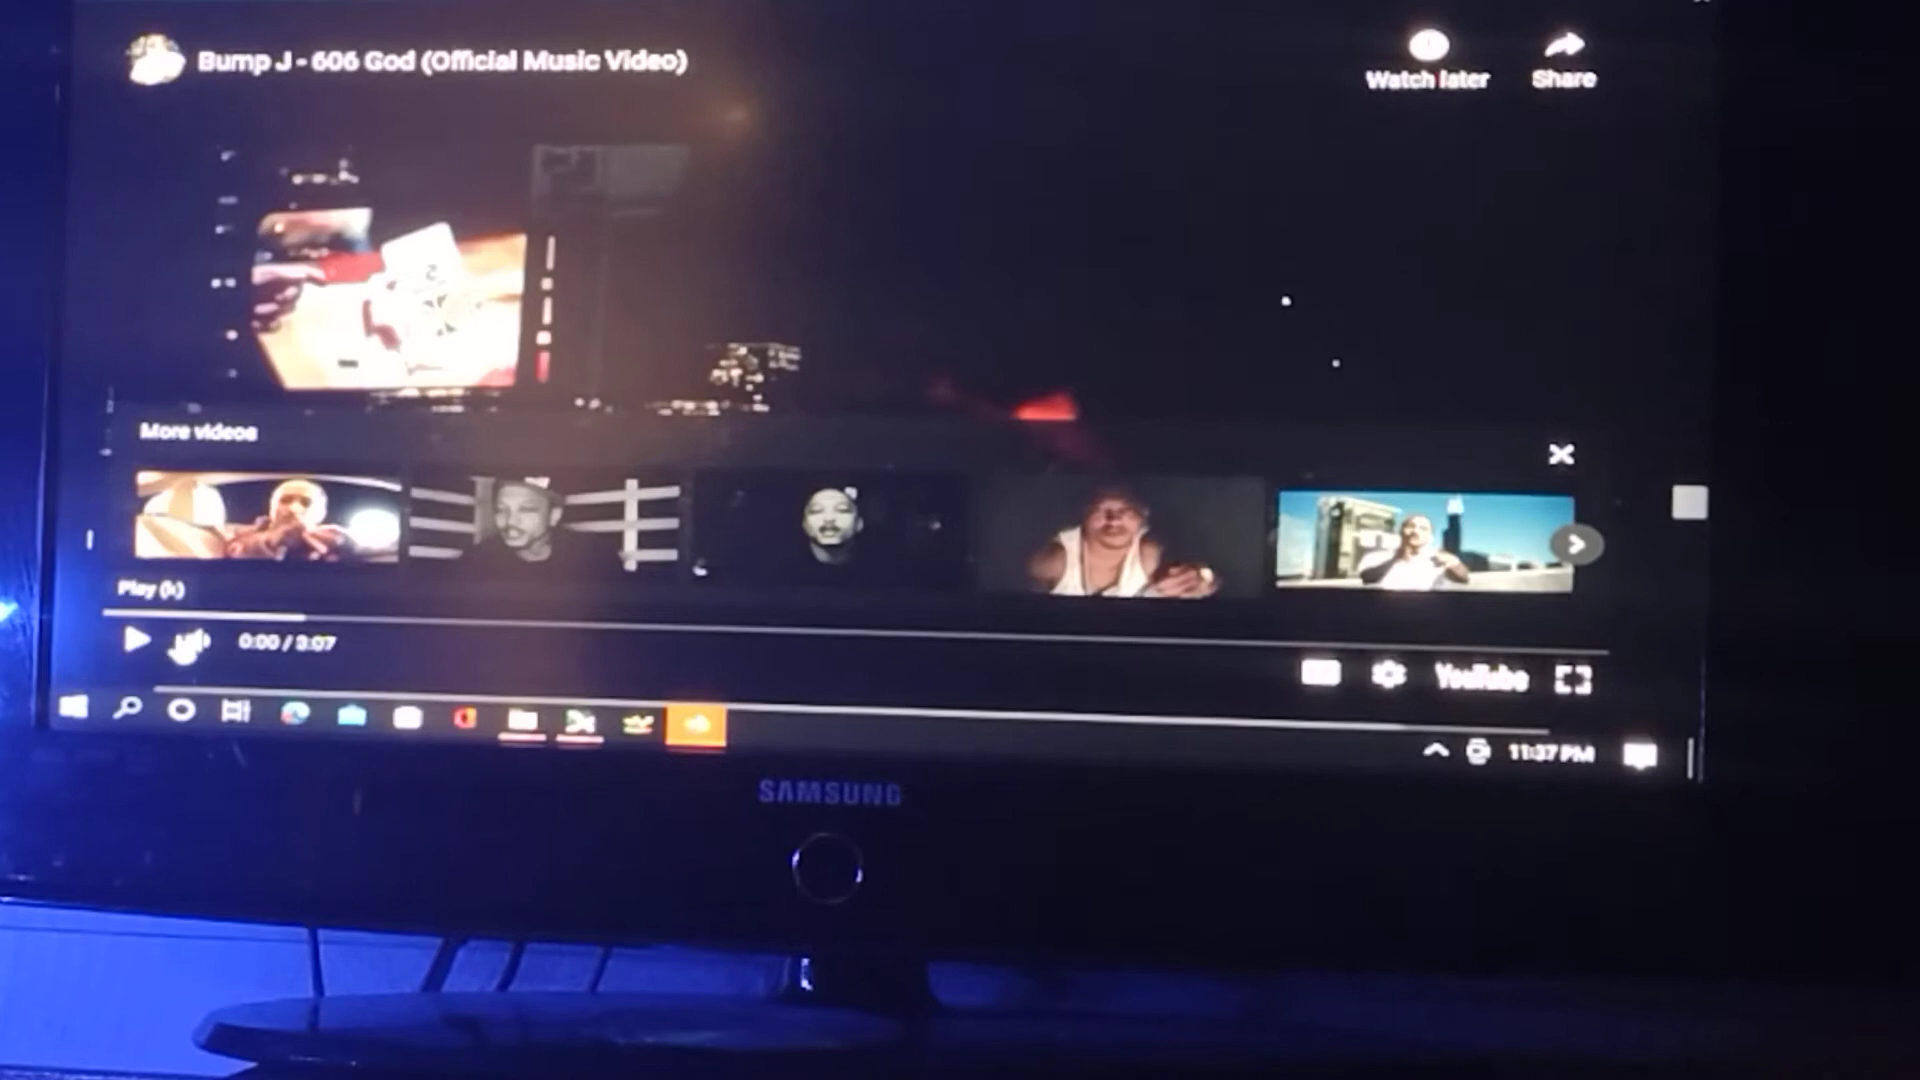 Bump J - 606 God (Official Music Video)
Watch later
Share
More videos
Play (k)
0:00 / 3:07
YouTube
11:37 PM
SAMSUNG